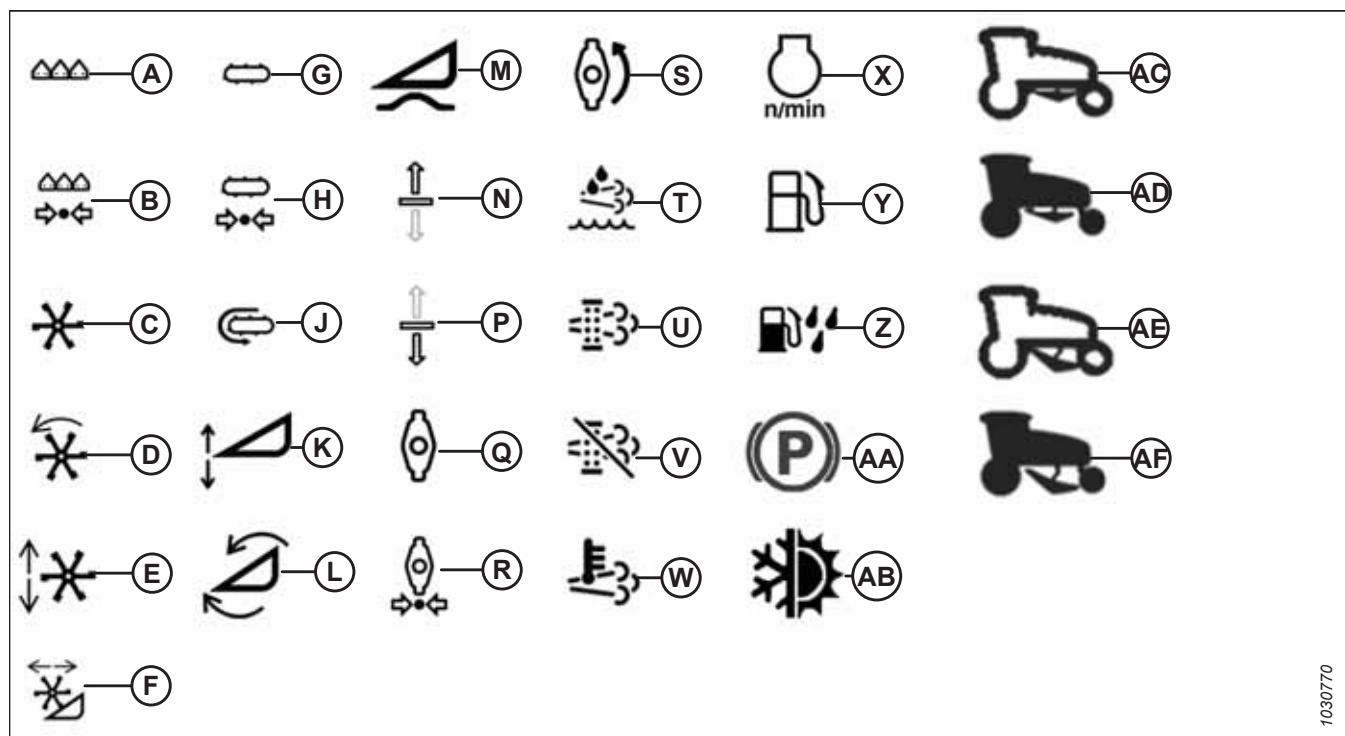 A G M S X AC
n/min
B H N T Y AD
C J P U Z AE
D K Q V P AA AF
E L R W AB
F
1030770